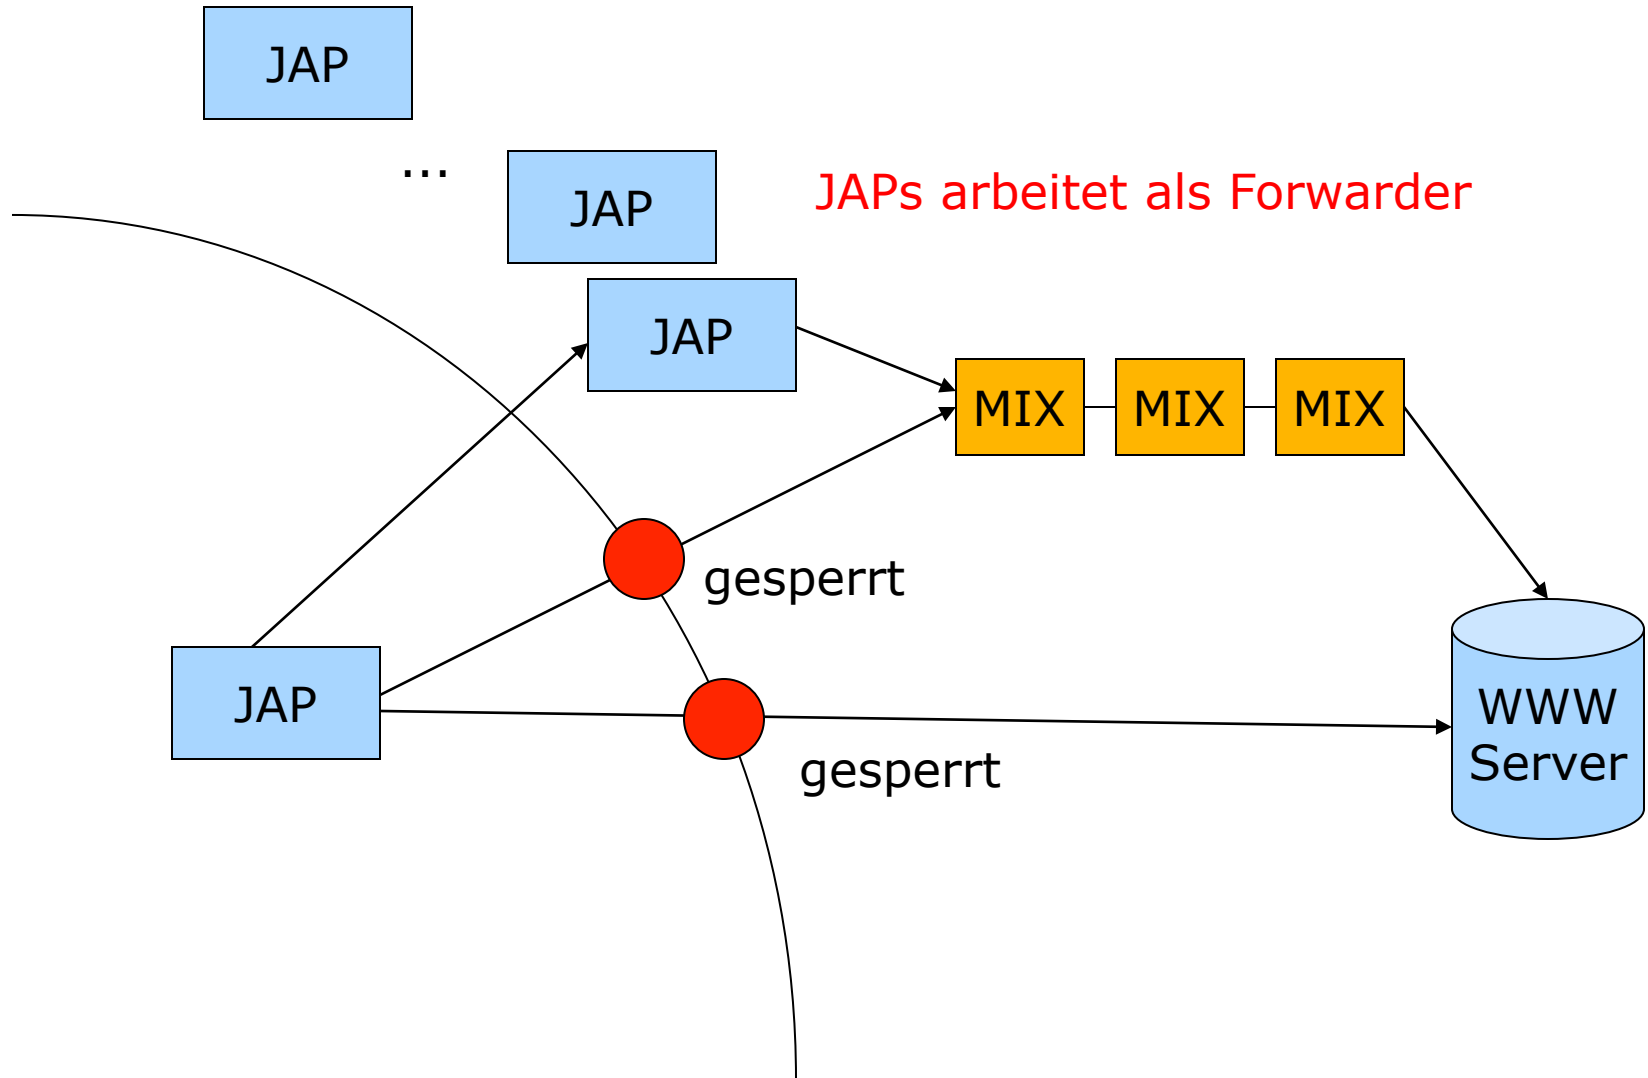 JAP
...
JAP
JAPs arbeitet als Forwarder
JAP
MIX
MIX
MIX
gesperrt
JAP
WWW
Server
gesperrt